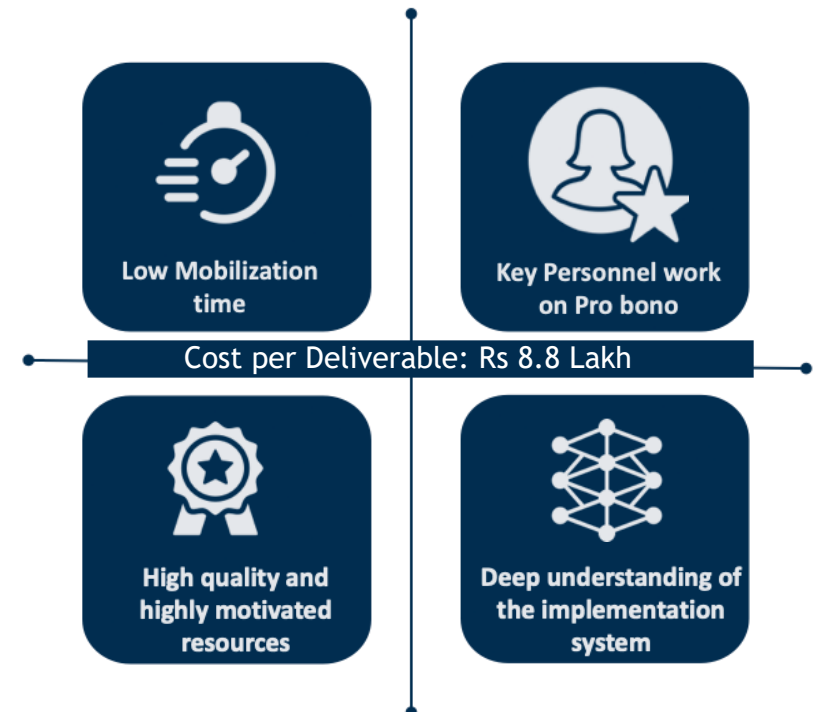 Low Mobilization
time
Key Personnel work
on Pro bono
Cost per Deliverable: Rs 8.8 Lakh
High quality and
highly motivated
resources
Deep understanding of
the implementation
system